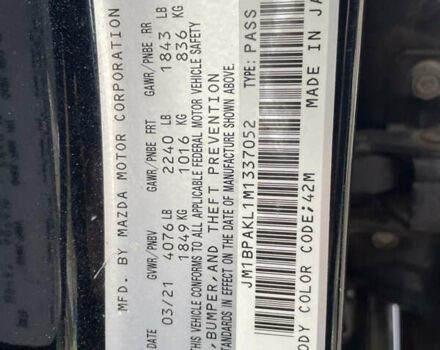 MFD. BY MAZDA MOTOR CORPORATION
DATE GVWR/PNBV GAWR/PNBE FRT GAWR/PNBE RR
03/21 4076 LB 2240 LB 1843 LB
1849 KG 1016 KG 836 KG
THIS VEHICLE CONFORMS TO ALL APPLICABLE FEDERAL MOTOR VEHICLE SAFETY
, BUMPER, AND THEFT PREVENTION
STANDARDS IN EFFECT ON THE DATE OF MANUFACTURE SHOWN ABOVE.
JM1BPAKL1M1337052 TYPE: PASS
MADE IN JA
ODY COLOR CODE; 42M